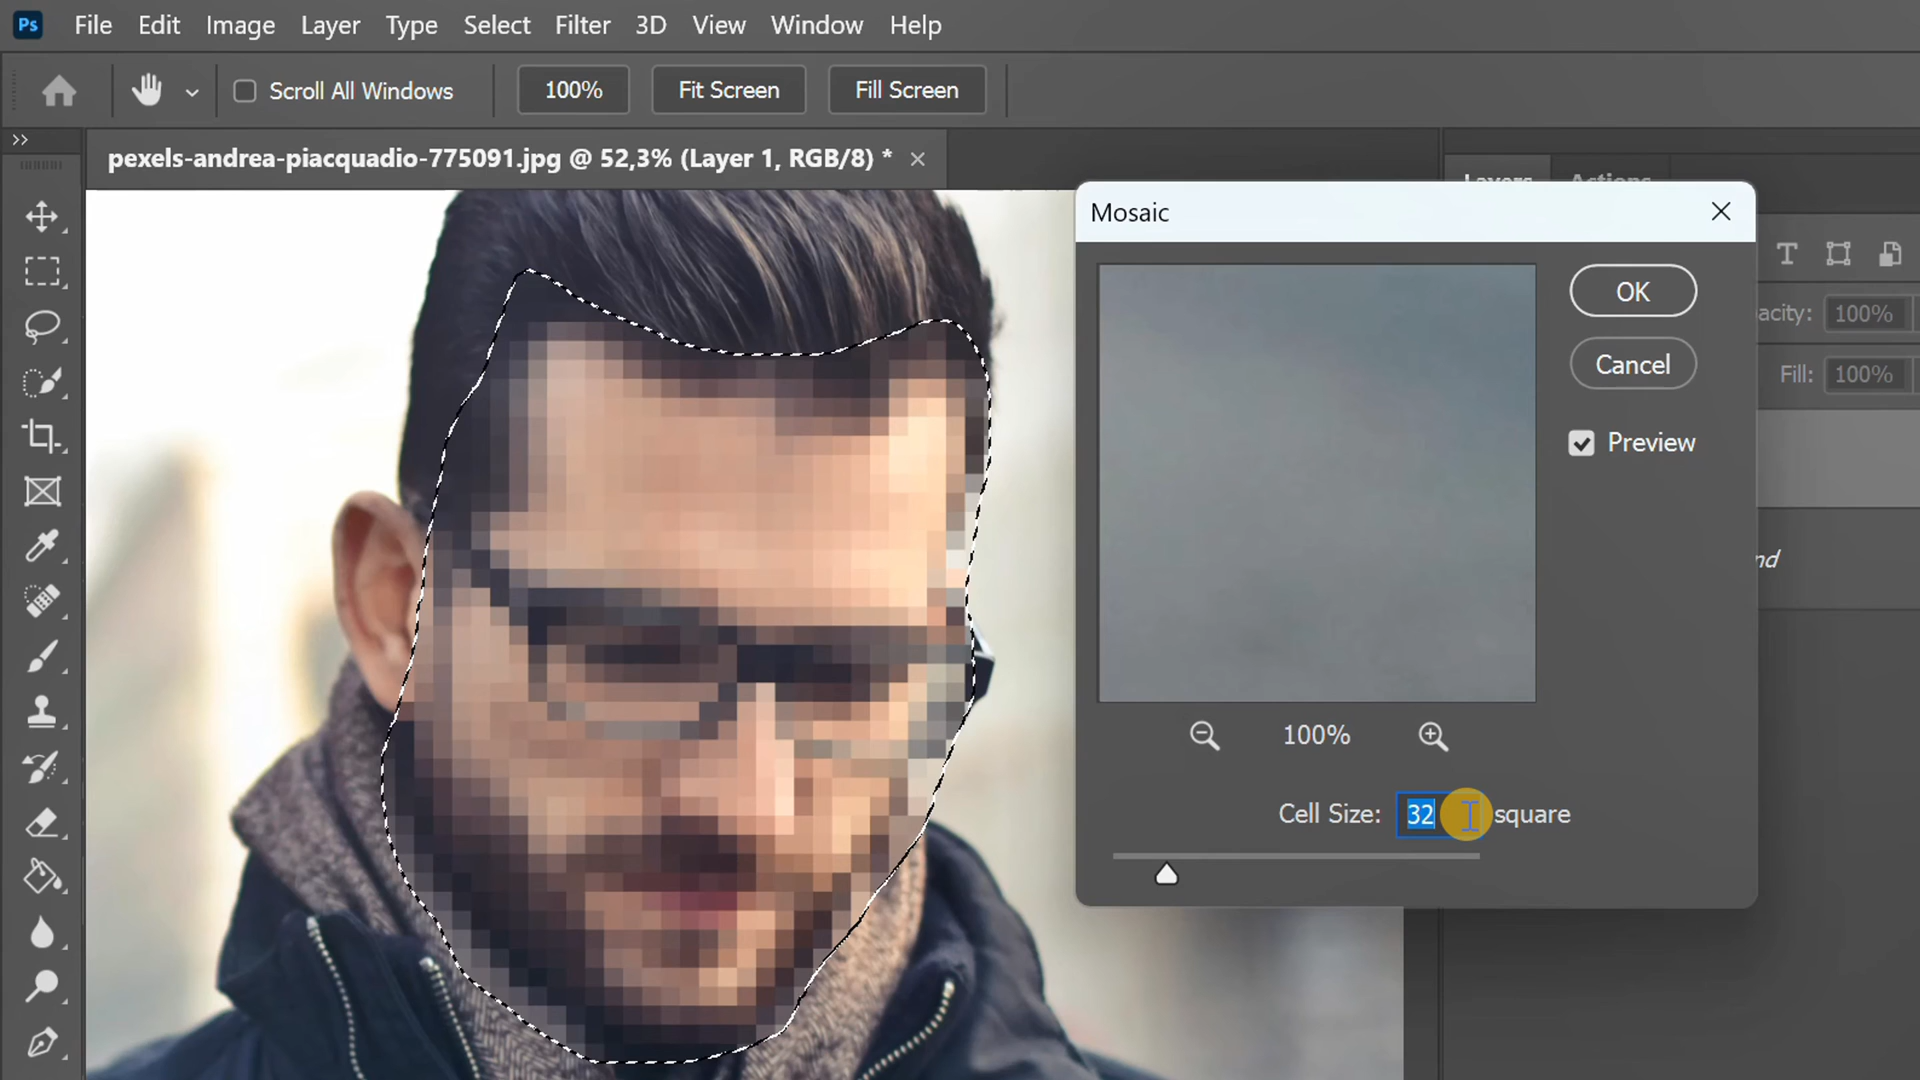 Ps File Edit Image Layer Type Select Filter 3D View Window Help
Scroll All Windows 100% Fit Screen Fill Screen
pexels-andrea-piacquadio-775091.jpg @ 52,3% (Layer 1, RGB/8) *
Layers Actions
Mosaic
OK
acity: 100%
Cancel
Fill: 100%
Preview
nd
100%
Cell Size: 32 square